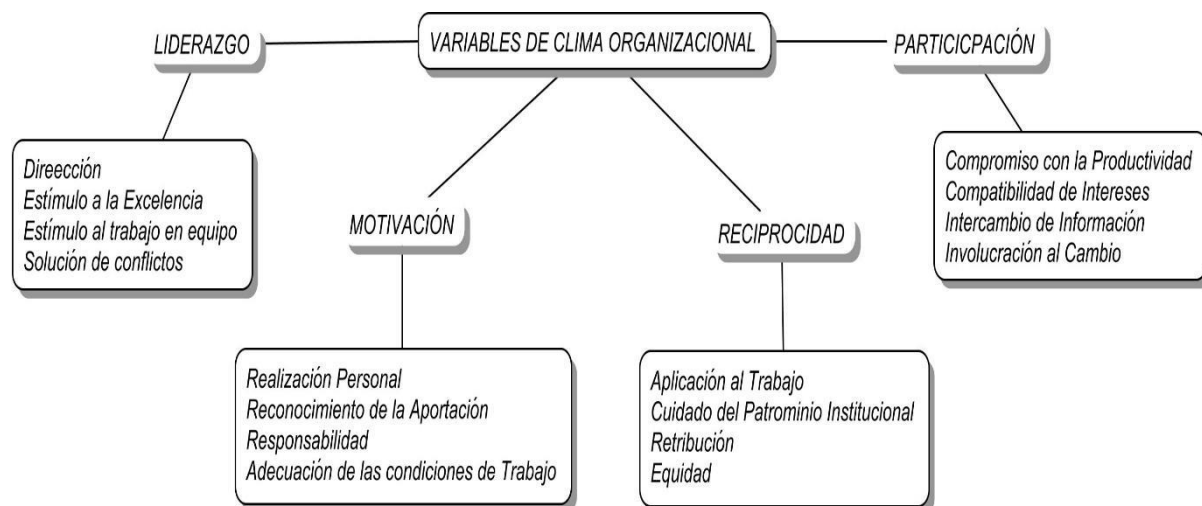 VARIABLES DE CLIMA ORGANIZACIONAL
LIDERAZGO
Direección
Estímulo a la Excelencia
Estímulo al trabajo en equipo
Solución de conflictos
MOTIVACIÓN
Realización Personal
Reconocimiento de la Aportación
Responsabilidad
Adecuación de las condiciones de Trabajo
RECIPROCIDAD
Aplicación al Trabajo
Cuidado del Patrominio Institucional
Retribución
Equidad
PARTICICPACIÓN
Compromiso con la Productividad
Compatibilidad de Intereses
Intercambio de Información
Involucración al Cambio